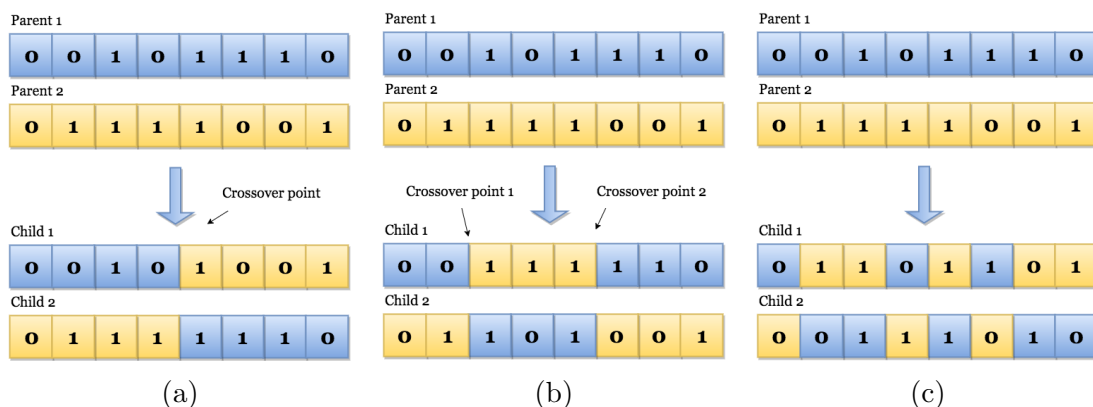 Parent 1
0 0 1 0 1 1 1 0
Parent 2
0 1 1 1 1 0 0 1
Crossover point
Child 1
0 0 1 0 1 0 0 1
Child 2
0 1 1 1 1 1 1 0
(a)
Parent 1
0 0 1 0 1 1 1 0
Parent 2
0 1 1 1 1 0 0 1
Crossover point 1
Crossover point 2
Child 1
0 0 1 1 1 1 1 0
Child 2
0 1 1 0 1 0 0 1
(b)
Parent 1
0 0 1 0 1 1 1 0
Parent 2
0 1 1 1 1 0 0 1
Child 1
0 1 1 0 1 1 0 1
Child 2
0 0 1 1 1 0 1 0
(c)